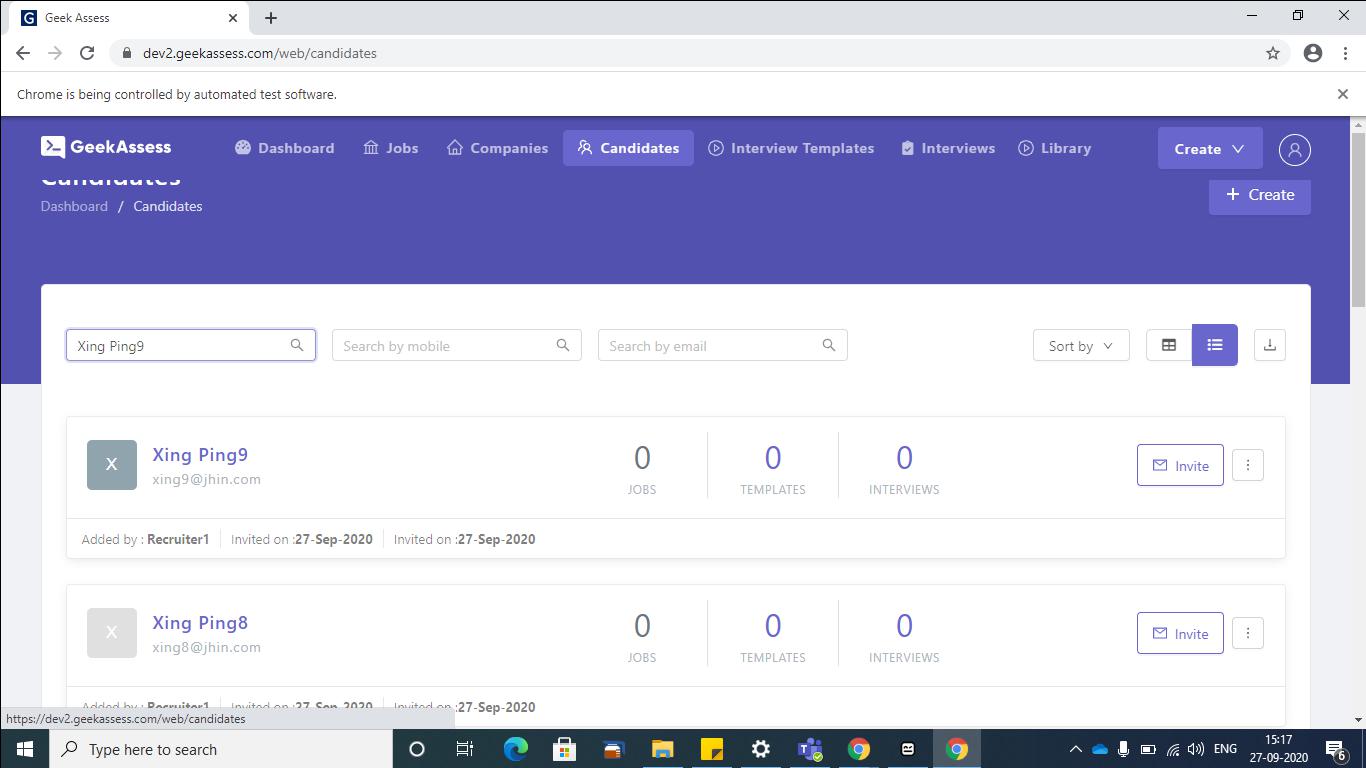 Geek Assess
dev2.geekassess.com/web/candidates
Chrome is being controlled by automated test software.
GeekAssess Dashboard Jobs Companies Candidates Interview Templates Interviews Library Create
Candidates
Dashboard / Candidates
+ Create
Xing Ping9 Search by mobile Search by email Sort by
X Xing Ping9 0 0 0 Invite
xing9@jhin.com JOBS TEMPLATES INTERVIEWS
Added by : Recruiter1 Invited on :27-Sep-2020 Invited on :27-Sep-2020
X Xing Ping8 0 0 0 Invite
xing8@jhin.com JOBS TEMPLATES INTERVIEWS
Added by : Recruiter1 Invited on :27-Sep-2020 Invited on :27-Sep-2020
https://dev2.geekassess.com/web/candidates
Type here to search ENG 15:17
27-09-2020 6